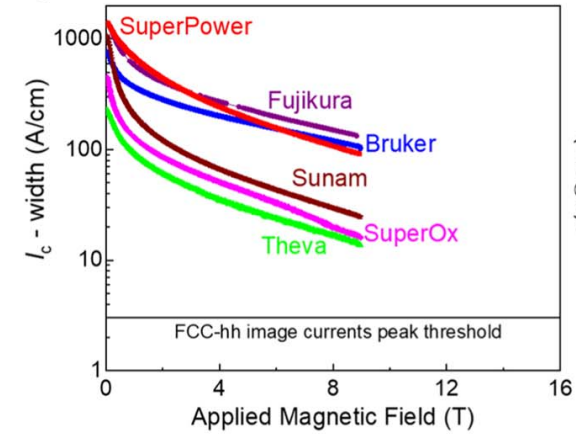 SuperPower
1000
Fujikura
100
Bruker
Sunam
SuperOx
Theva
10
FCC-hh image currents peak threshold
1
0 4 8 12 16
Applied Magnetic Field (T)
Ic - width (A/cm)